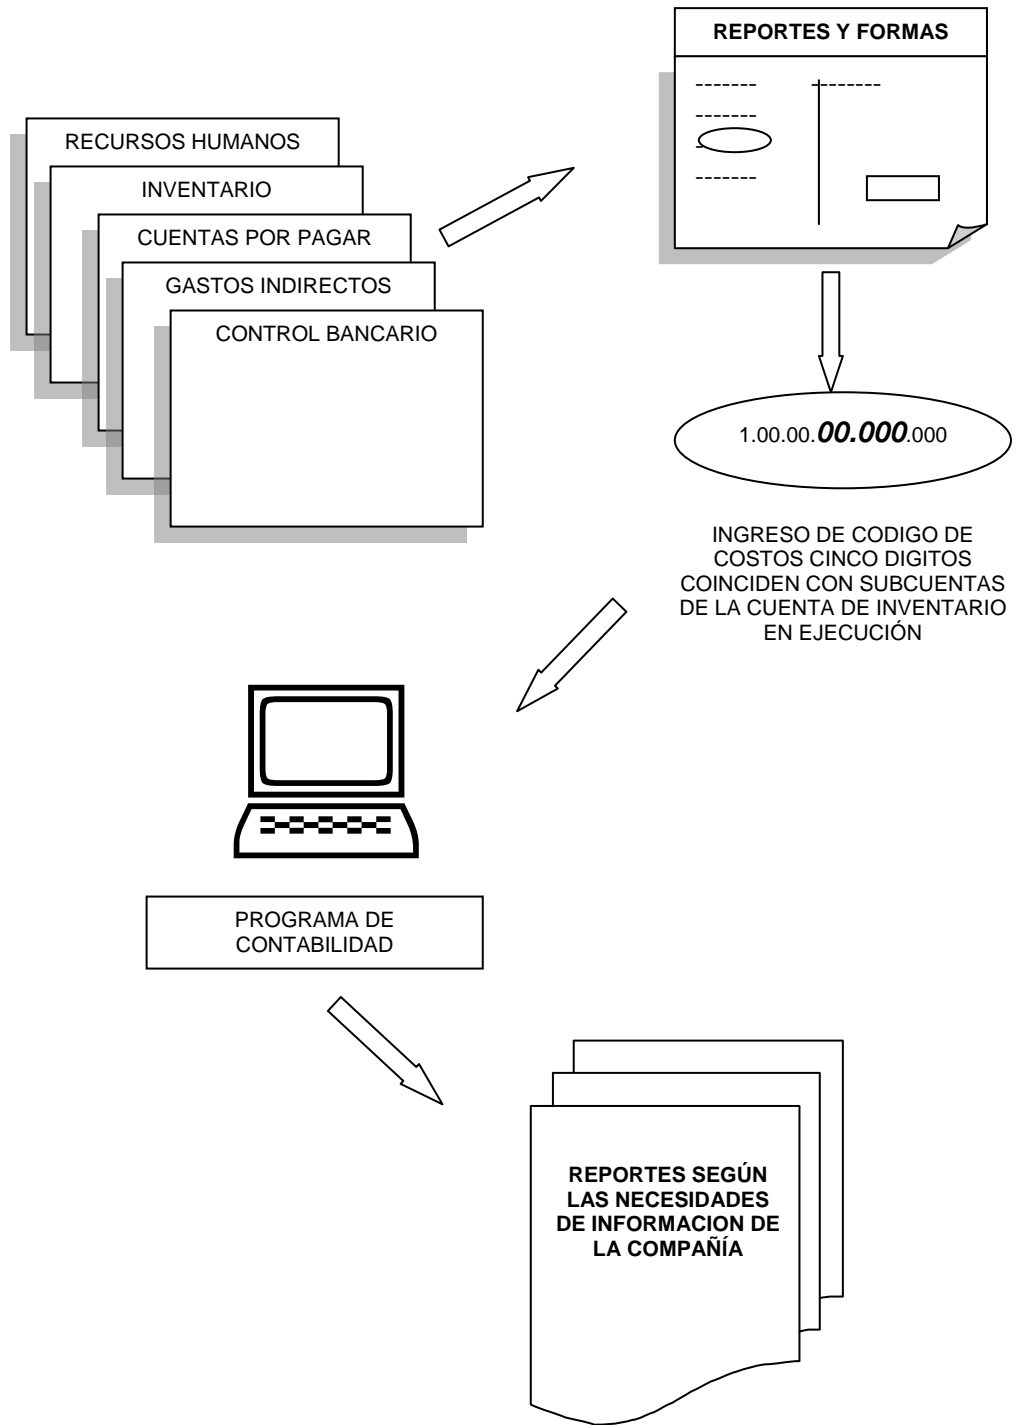 REPORTES Y FORMAS
RECURSOS HUMANOS
INVENTARIO
CUENTAS POR PAGAR
GASTOS INDIRECTOS
CONTROL BANCARIO
1.00.00.00.000.000
INGRESO DE CODIGO DE
COSTOS CINCO DIGITOS
COINCIDEN CON SUBCUENTAS
DE LA CUENTA DE INVENTARIO
EN EJECUCIÓN
PROGRAMA DE
CONTABILIDAD
REPORTES SEGÚN
LAS NECESIDADES
DE INFORMACION DE
LA COMPAÑÍA